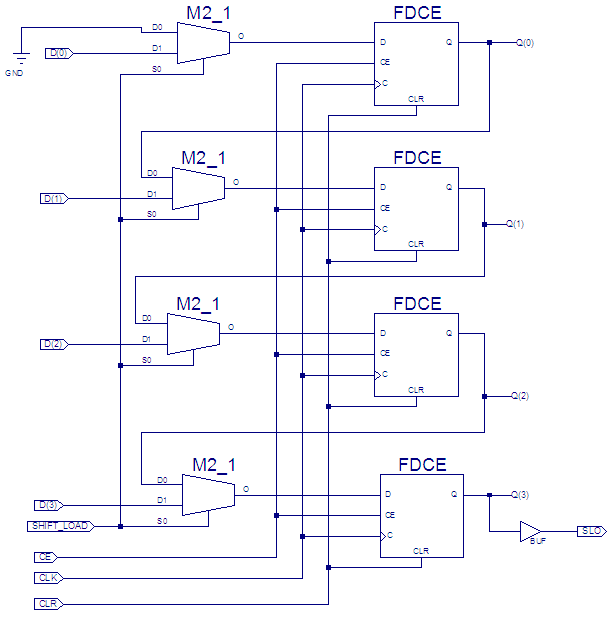 M2_1 FDCE
D0 O D Q Q(0)
D(0) D1
GND S0 CE
C
CLR
M2_1 FDCE
D0 O D Q
D(1) D1
S0 CE Q(1)
C
CLR
M2_1 FDCE
D0 O D Q
D(2) D1
S0 CE
C
CLR Q(2)
M2_1 FDCE
D0 O D Q Q(3)
D(3) D1
SHIFT_LOAD S0 CE
C BUF SLO
CE CLR
CLK
CLR